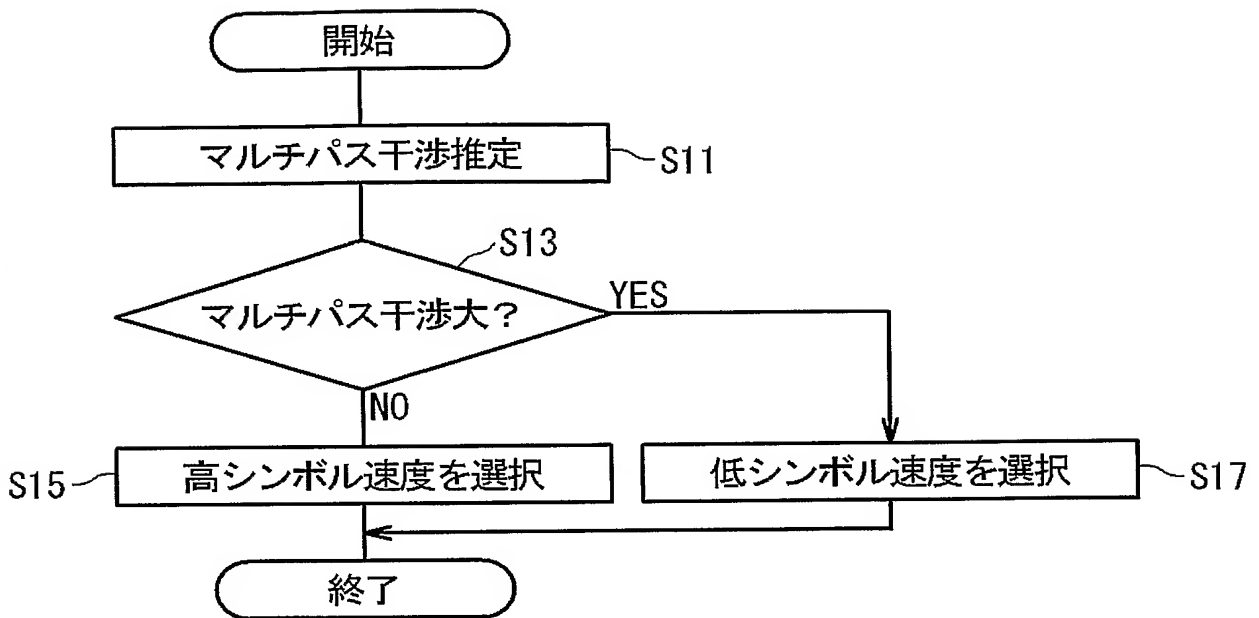 開始
マルチパス干渉推定
S11
S13
マルチパス干渉大?
YES
NO
S15
高シンボル速度を選択
低シンボル速度を選択
S17
終了